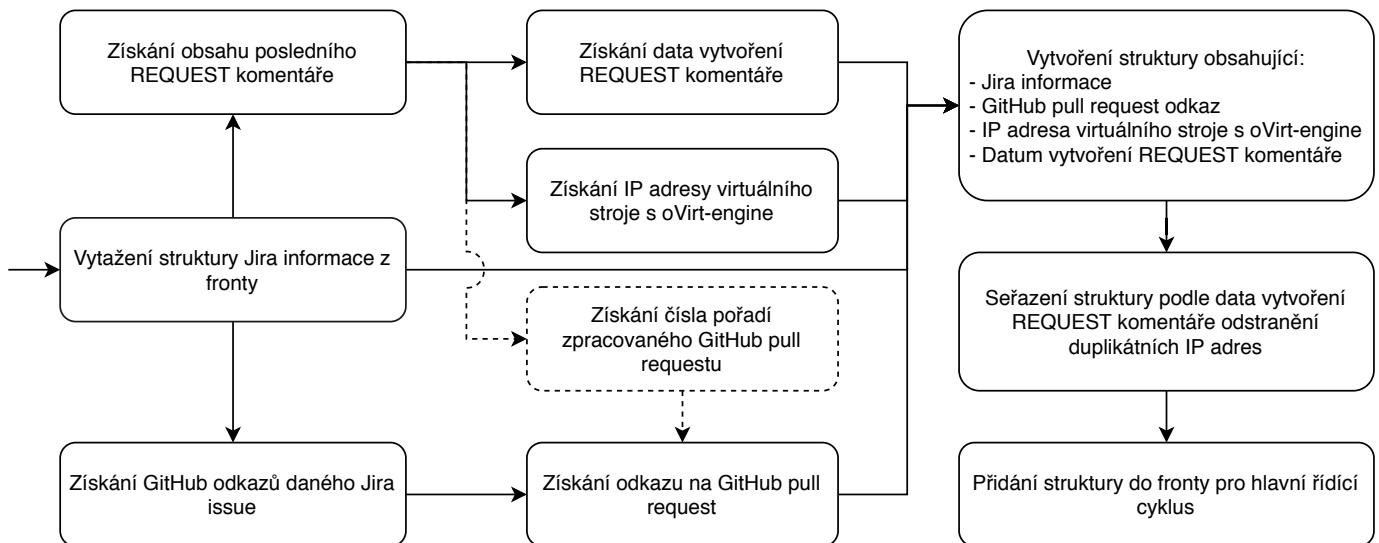 Získání obsahu posledního
REQUEST komentáře
Získání data vytvoření
REQUEST komentáře
Vytvoření struktury obsahující:
- Jira informace
- GitHub pull request odkaz
- IP adresa virtuálního stroje s oVirt-engine
- Datum vytvoření REQUEST komentáře
Získání IP adresy virtuálního
stroje s oVirt-engine
Vytažení struktury Jira informace z
fronty
Získání čísla pořadí
zpracovaného GitHub pull
requestu
Seřazení struktury podle data vytvoření
REQUEST komentáře odstranění
duplikátních IP adres
Získání GitHub odkazů daného Jira
issue
Získání odkazu na GitHub pull
request
Přidání struktury do fronty pro hlavní řídící
cyklus